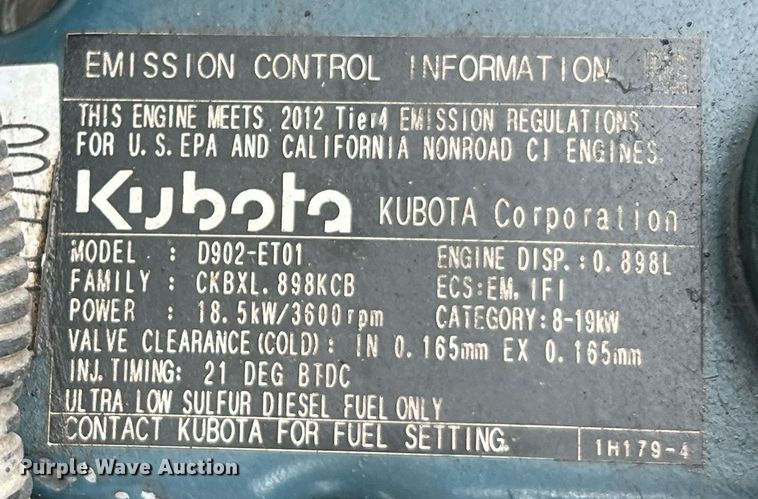 EMISSION CONTROL INFORMATION
THIS ENGINE MEETS 2012 Tier4 EMISSION REGULATIONS
FOR U.S. EPA AND CALIFORNIA NONROAD CI ENGINES.
Kubota KUBOTA Corporation
MODEL : D902-ET01 ENGINE DISP.:0.898L
FAMILY : CKBXL.898KCB ECS:EM, IFI
POWER : 18.5kW/3600rpm CATEGORY:8-19kW
VALVE CLEARANCE(COLD): IN 0.165mm EX 0.165mm
INJ.TIMING: 21 DEG BTDC
ULTRA LOW SULFUR DIESEL FUEL ONLY
CONTACT KUBOTA FOR FUEL SETTING. 1H179-4
Purple Wave Auction